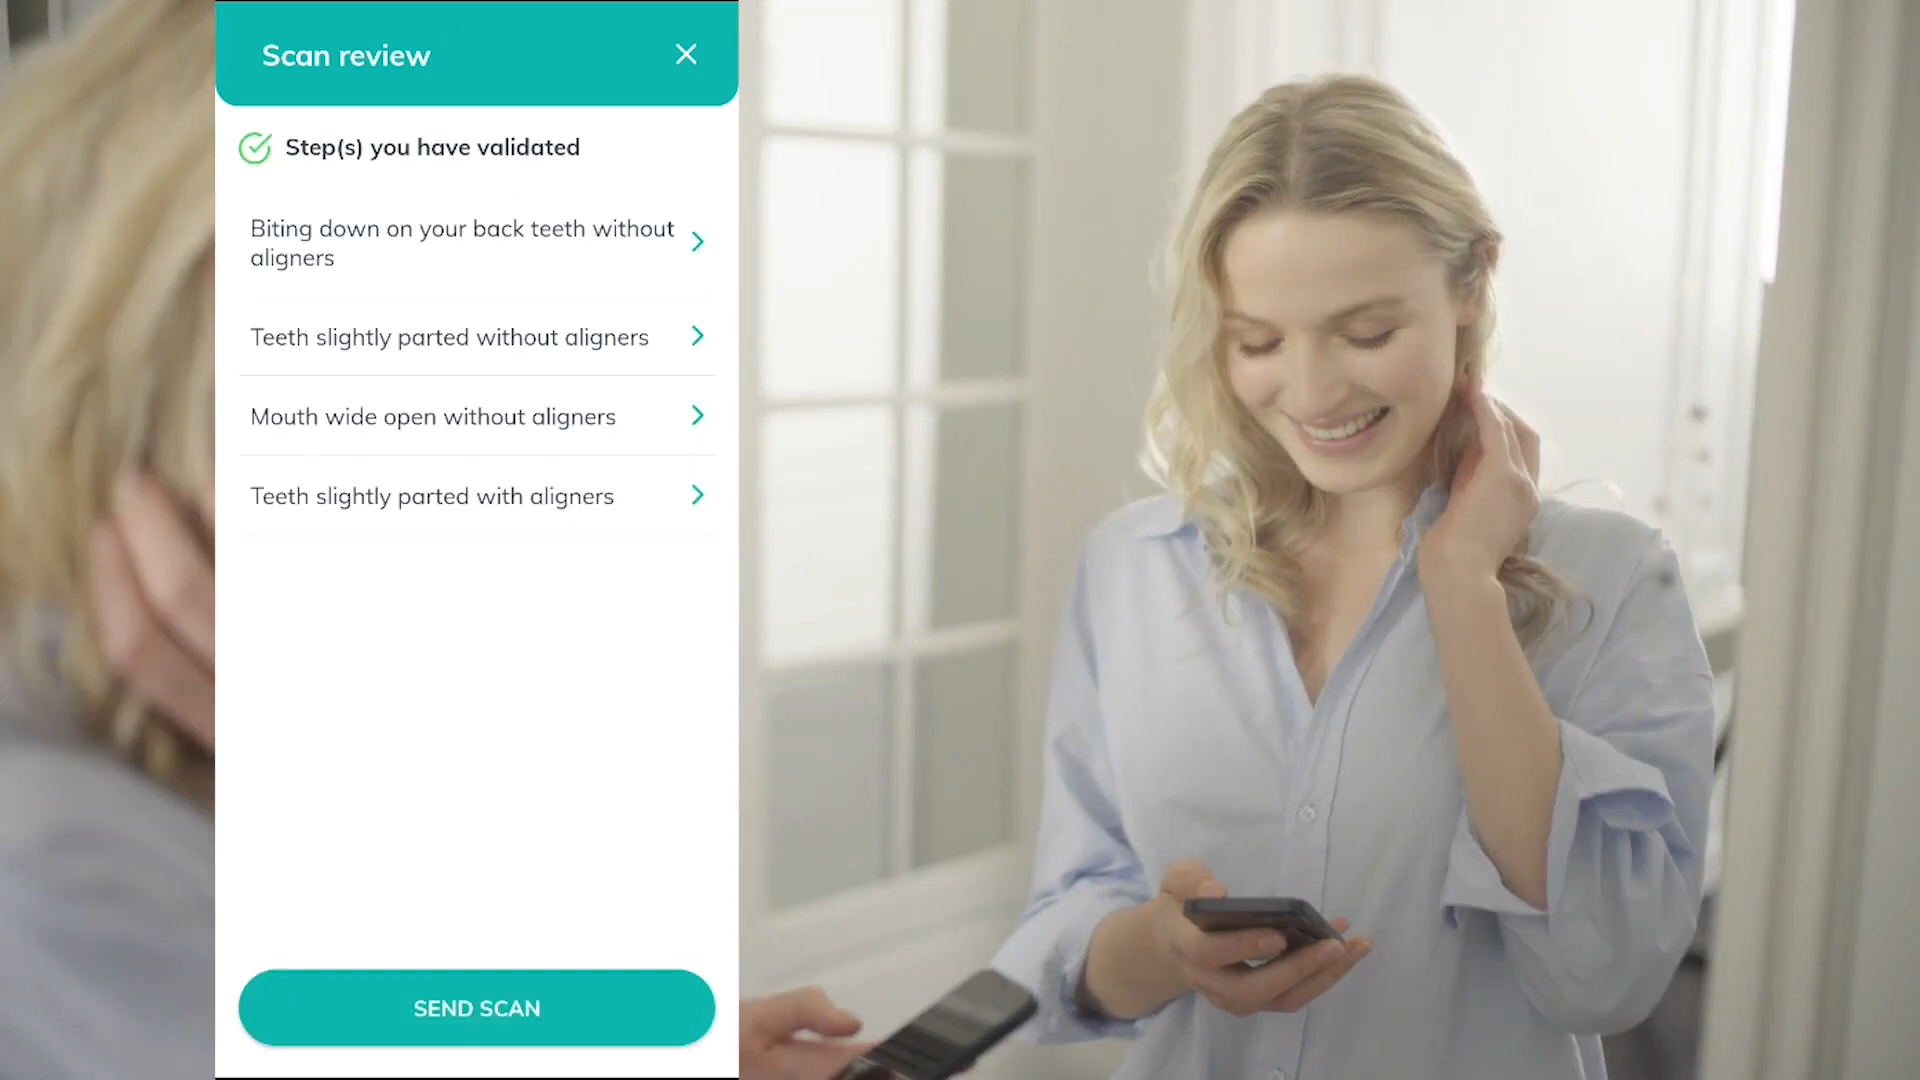 Scan review
Step(s) you have validated
Biting down on your back teeth without
aligners
Teeth slightly parted without aligners
Mouth wide open without aligners
Teeth slightly parted with aligners
SEND SCAN